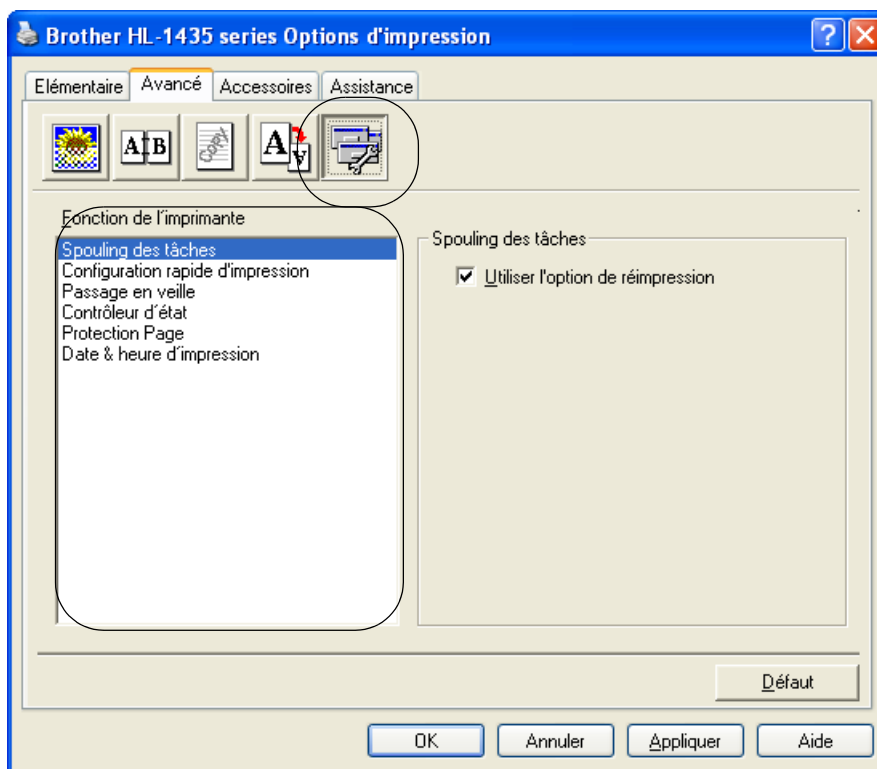 Brother HL-1435 series Options d'impression
Elémentaire Avancé Accessoires Assistance
A B Copy A A
Fonction de l'imprimante
Spouling des tâches
Configuration rapide d'impression
Passage en veille
Contrôleur d´état
Protection Page
Date & heure d´impression
Spouling des tâches
Utiliser l'option de réimpression
Défaut
OK Annuler Appliquer Aide